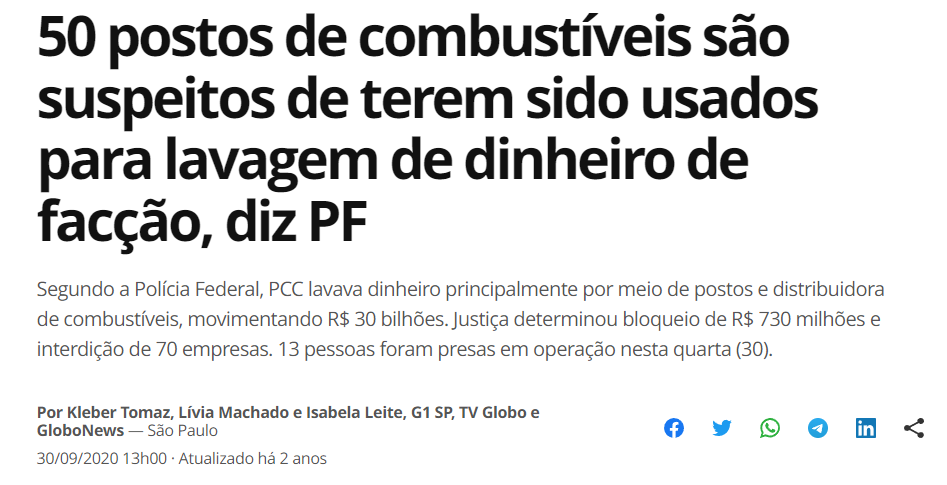 50 postos de combustíveis são
suspeitos de terem sido usados
para lavagem de dinheiro de
facção, diz PF
Segundo a Polícia Federal, PCC lavava dinheiro principalmente por meio de postos e distribuidora
de combustíveis, movimentando R$ 30 bilhões. Justiça determinou bloqueio de R$ 730 milhões e
interdição de 70 empresas. 13 pessoas foram presas em operação nesta quarta (30).
Por Kleber Tomaz, Lívia Machado e Isabela Leite, G1 SP, TV Globo e
GloboNews — São Paulo
30/09/2020 13h00 · Atualizado há 2 anos